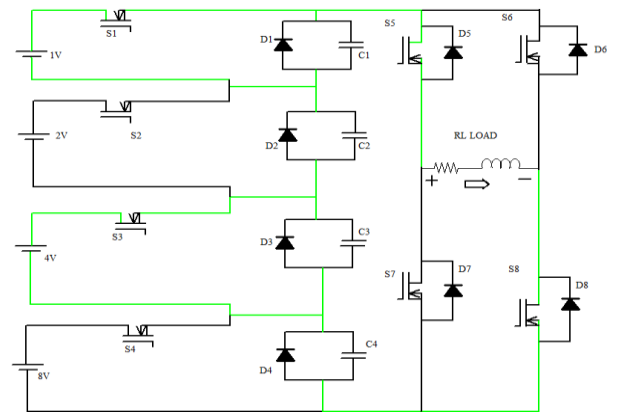 S1
1V
D1
C1
S5
D5
S6
D6
S2
2V
D2
C2
RL LOAD
+
−
S3
4V
D3
C3
S7
D7
S8
D8
S4
8V
D4
C4